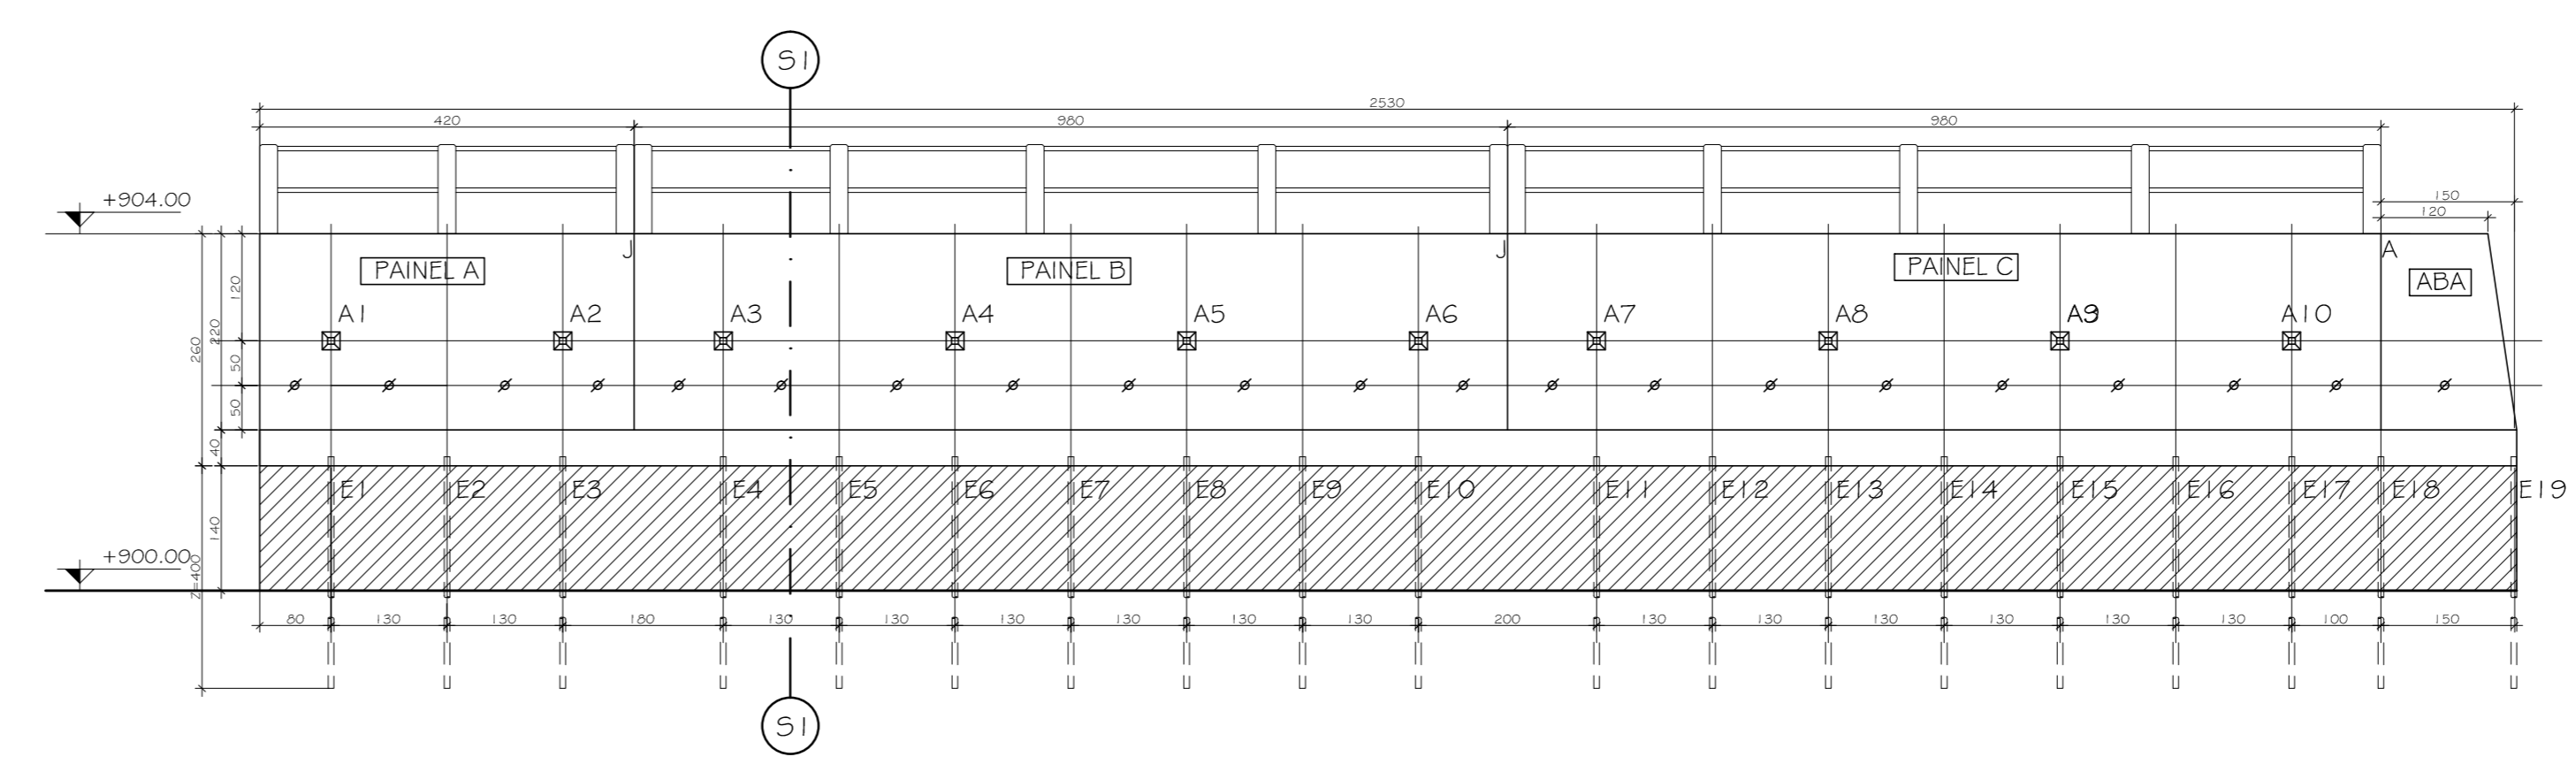 S1
2530
420 980 980
+904.00
150
120
J J A
PAINEL A PAINEL B PAINEL C ABA
A1 A2 A3 A4 A5 A6 A7 A8 A9 A10
120
220
260
50
50
40
E1 E2 E3 E4 E5 E6 E7 E8 E9 E10 E11 E12 E13 E14 E15 E16 E17 E18 E19
140
+900.00
Z=400
80 130 130 180 130 130 130 130 130 130 200 130 130 130 130 130 130 100 150
S1